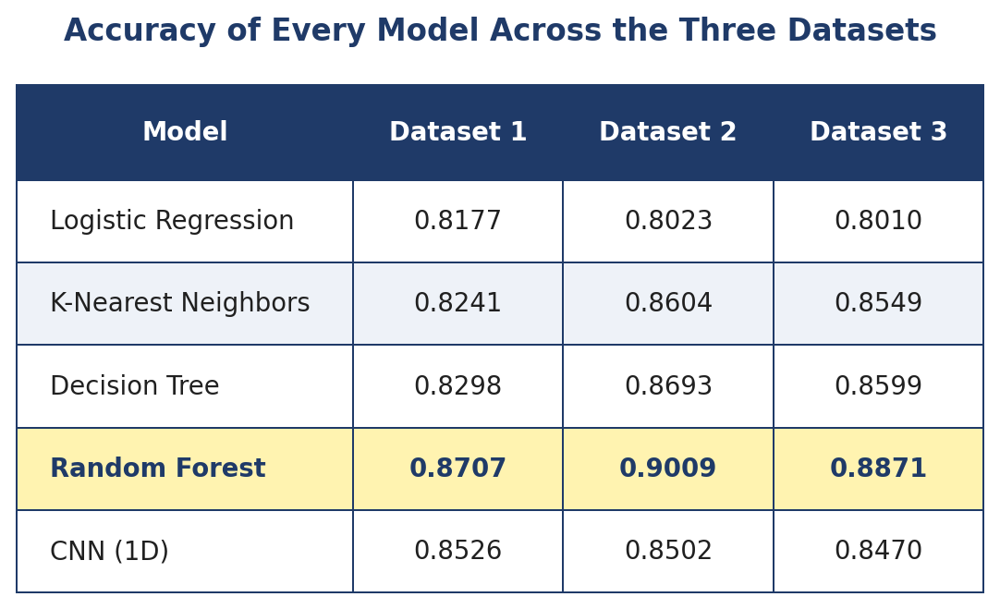 Accuracy of Every Model Across the Three Datasets
Model Dataset 1 Dataset 2 Dataset 3
Logistic Regression 0.8177 0.8023 0.8010
K-Nearest Neighbors 0.8241 0.8604 0.8549
Decision Tree 0.8298 0.8693 0.8599
Random Forest 0.8707 0.9009 0.8871
CNN (1D) 0.8526 0.8502 0.8470